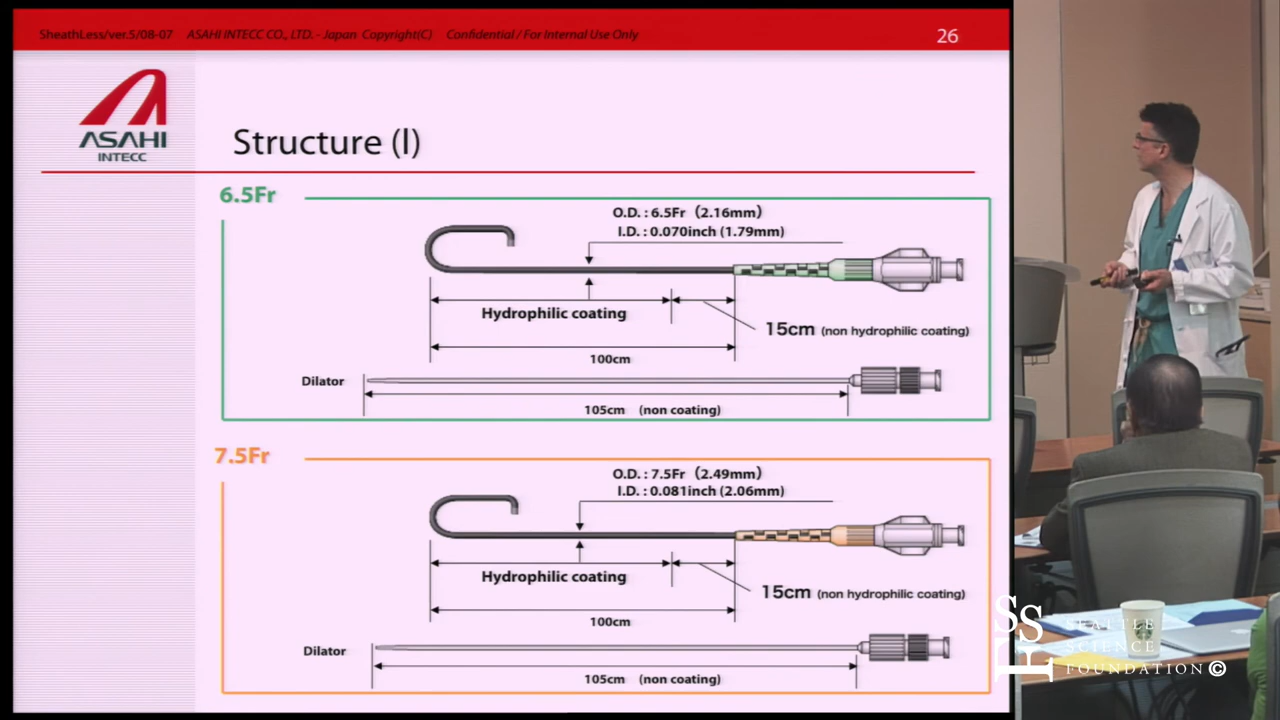 SheathLess/ver.5/08-07 ASAHI INTECC CO., LTD. - Japan Copyright(C) Confidential / For Internal Use Only 26
ASAHI
INTECC
Structure (I)
6.5Fr
O.D. : 6.5Fr (2.16mm)
I.D. : 0.070inch (1.79mm)
Hydrophilic coating
15cm (non hydrophilic coating)
100cm
Dilator
105cm (non coating)
7.5Fr
O.D. : 7.5Fr (2.49mm)
I.D. : 0.081inch (2.06mm)
Hydrophilic coating
15cm (non hydrophilic coating)
100cm
Dilator
105cm (non coating)
SSF
SEATTLE
SCIENCE
FOUNDATION ©